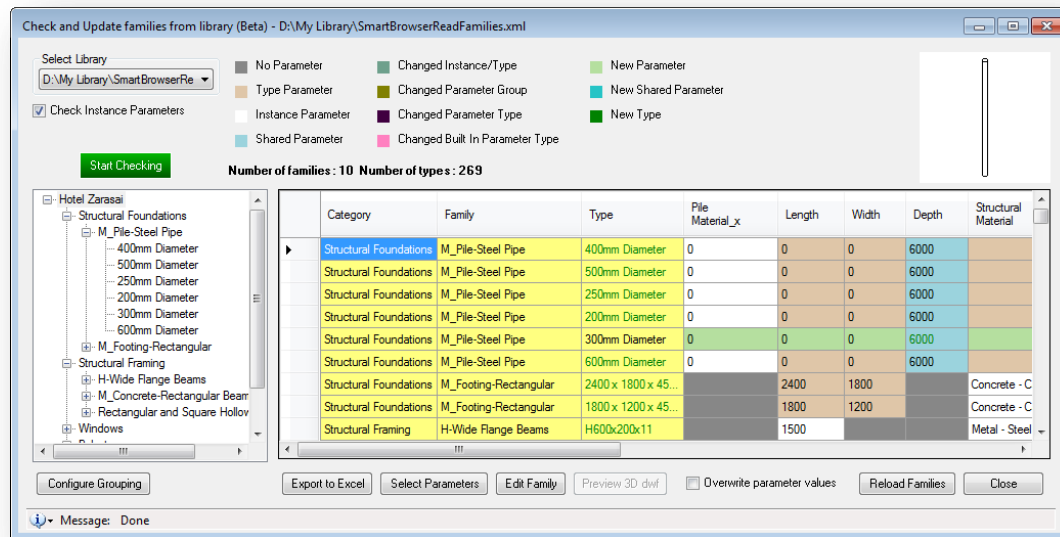 Check and Update families from library (Beta) - D:\My Library\SmartBrowserReadFamilies.xml
Select Library
D:\My Library\SmartBrowserRe
Check Instance Parameters
Start Checking
No Parameter
Type Parameter
Instance Parameter
Shared Parameter
Changed Instance/Type
Changed Parameter Group
Changed Parameter Type
Changed Built In Parameter Type
New Parameter
New Shared Parameter
New Type
Number of families : 10 Number of types : 269
Hotel Zarasai
Structural Foundations
M_Pile-Steel Pipe
400mm Diameter
500mm Diameter
250mm Diameter
200mm Diameter
300mm Diameter
600mm Diameter
M_Footing-Rectangular
Structural Framing
H-Wide Flange Beams
M_Concrete-Rectangular Beam
Rectangular and Square Hollow
Windows
Category Family Type Pile Material_x Length Width Depth Structural Material
Structural Foundations M_Pile-Steel Pipe 400mm Diameter 0 0 0 6000
Structural Foundations M_Pile-Steel Pipe 500mm Diameter 0 0 0 6000
Structural Foundations M_Pile-Steel Pipe 250mm Diameter 0 0 0 6000
Structural Foundations M_Pile-Steel Pipe 200mm Diameter 0 0 0 6000
Structural Foundations M_Pile-Steel Pipe 300mm Diameter 0 0 0 6000
Structural Foundations M_Pile-Steel Pipe 600mm Diameter 0 0 0 6000
Structural Foundations M_Footing-Rectangular 2400 x 1800 x 45... 2400 1800 Concrete - C
Structural Foundations M_Footing-Rectangular 1800 x 1200 x 45... 1800 1200 Concrete - C
Structural Framing H-Wide Flange Beams H600x200x11 1500 Metal - Steel
Configure Grouping
Export to Excel
Select Parameters
Edit Family
Preview 3D dwf
Overwrite parameter values
Reload Families
Close
Message: Done